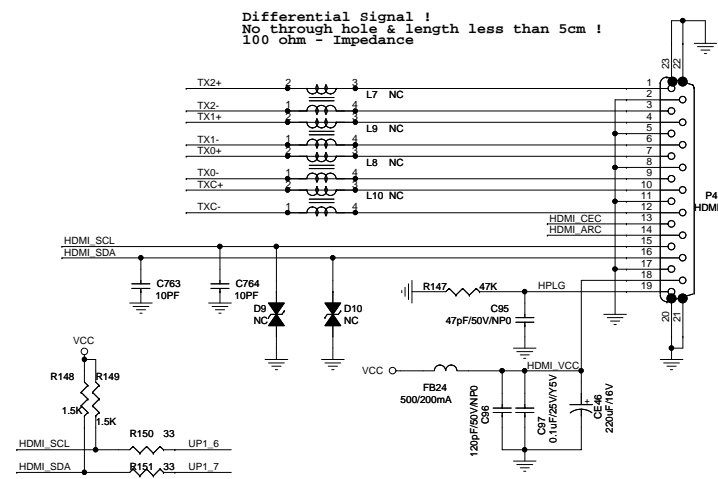 Differential Signal !
No through hole & length less than 5cm !
100 ohm - Impedance
23
22
TX2+ 2 3 1
L7 NC 2
TX2- 1 4 3
TX1+ 2 3 4
L9 NC 5
TX1- 1 4 6
TX0+ 2 3 7
L8 NC 8
TX0- 1 4 9
TXC+ 2 3 10
L10 NC 11
TXC- 1 4 12
P4
HDMI
HDMI_CEC 13
HDMI_ARC 14
HDMI_SCL 15
HDMI_SDA 16
17
18
C763
10PF
C764
10PF
R147 47K HPLG 19
D9
NC
D10
NC
C95
47pF/50V/NP0
20
21
VCC
R148 R149
1.5K
1.5K
VCC
HDMI_VCC
FB24
500/200mA
C96
120pF/50V/NP0
C97
0.1uF/25V/Y5V
CE46
220uF/16V
+
HDMI_SCL R150 33 UP1_6
HDMI_SDA R151 33 UP1_7